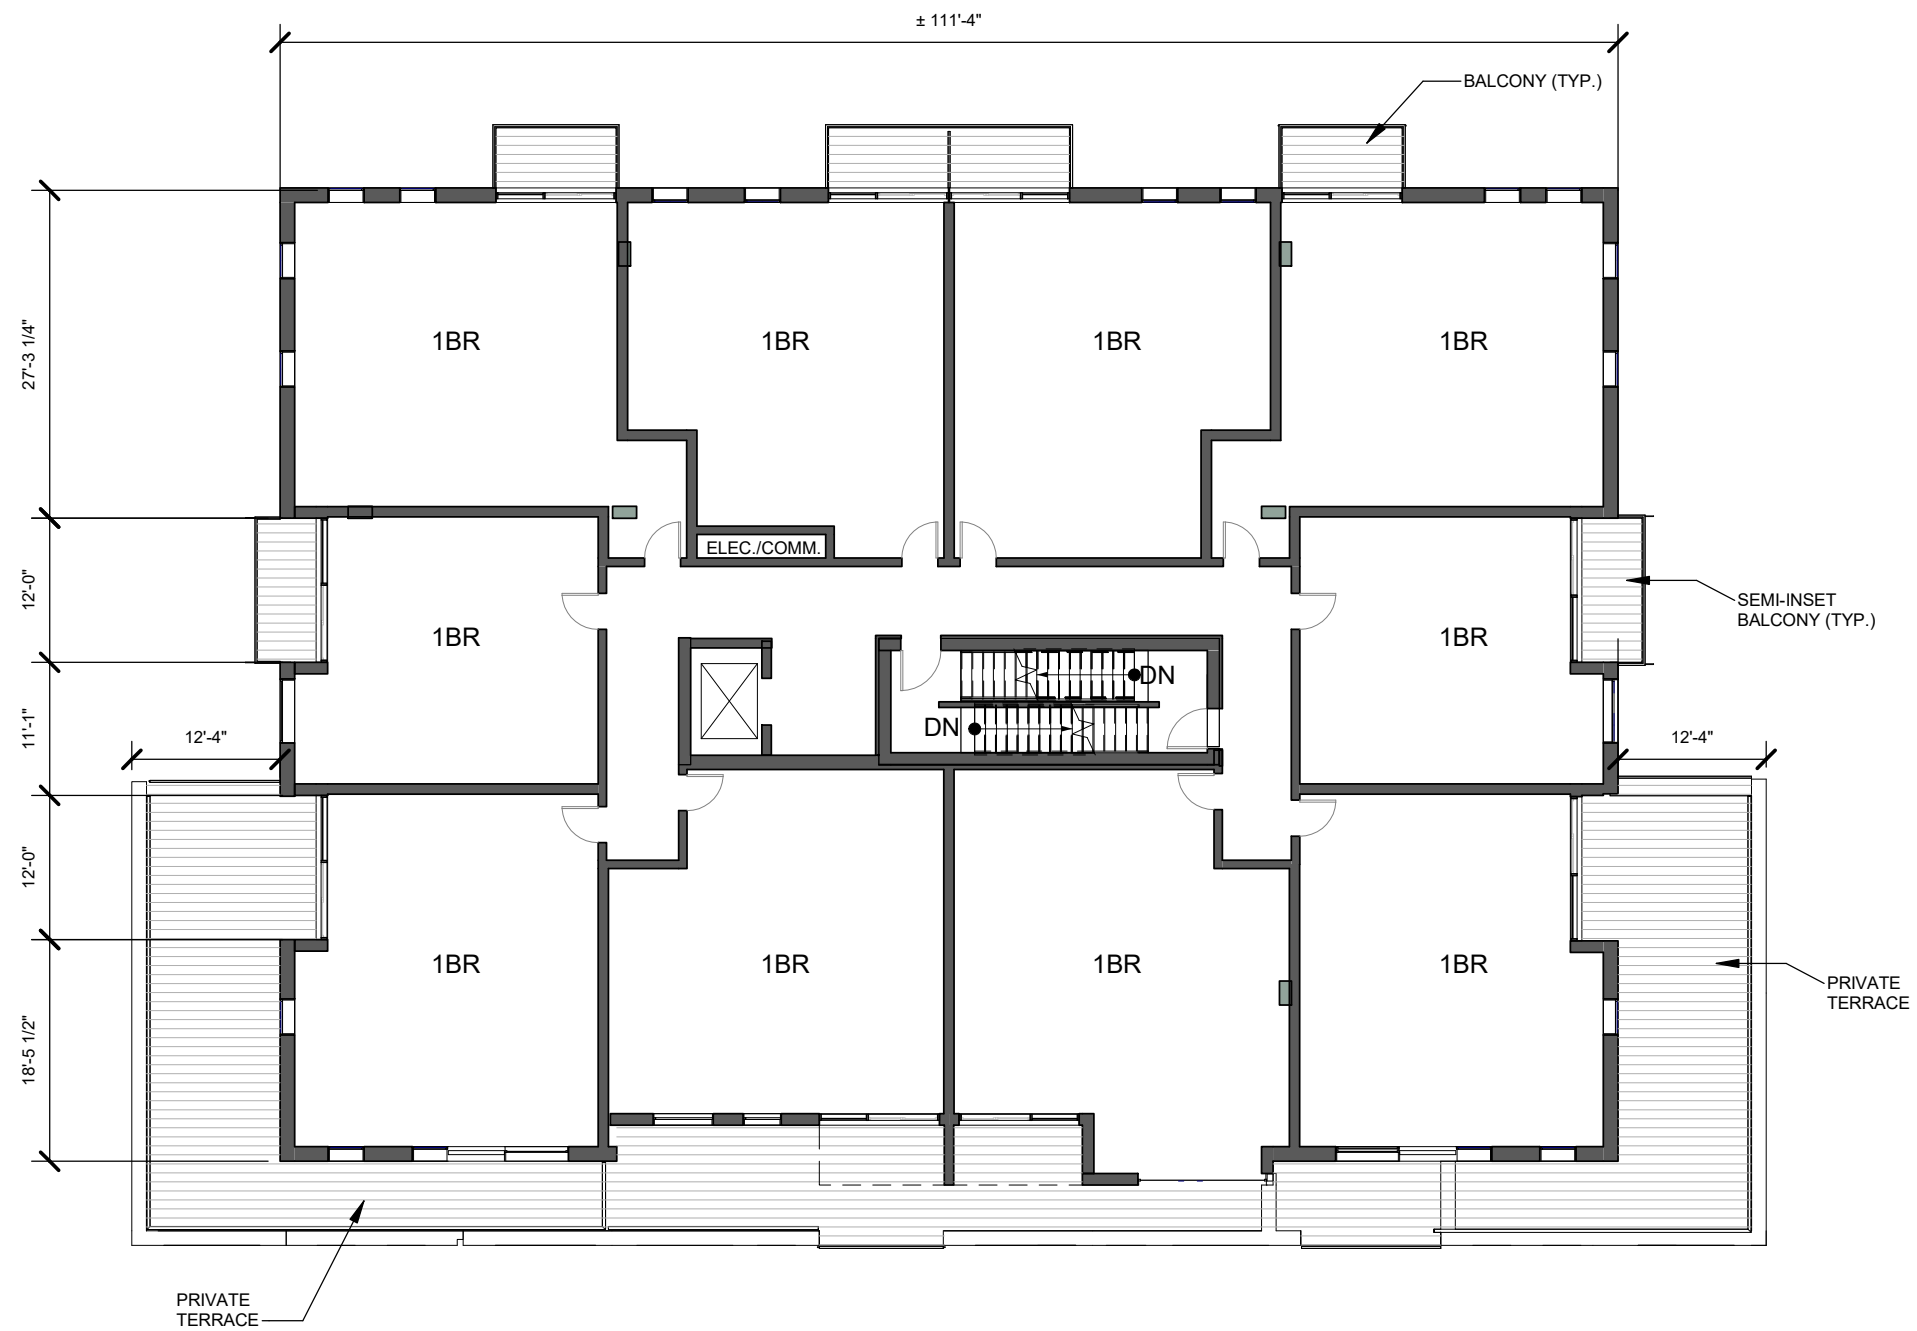 ± 111'-4"
BALCONY (TYP.)
27'-3 1/4"
1BR
1BR
1BR
1BR
ELEC./COMM.
12'-0"
SEMI-INSET
BALCONY (TYP.)
1BR
1BR
DN
DN
11'-1"
12'-4"
12'-4"
12'-0"
1BR
1BR
1BR
1BR
PRIVATE
TERRACE
18'-5 1/2"
PRIVATE
TERRACE